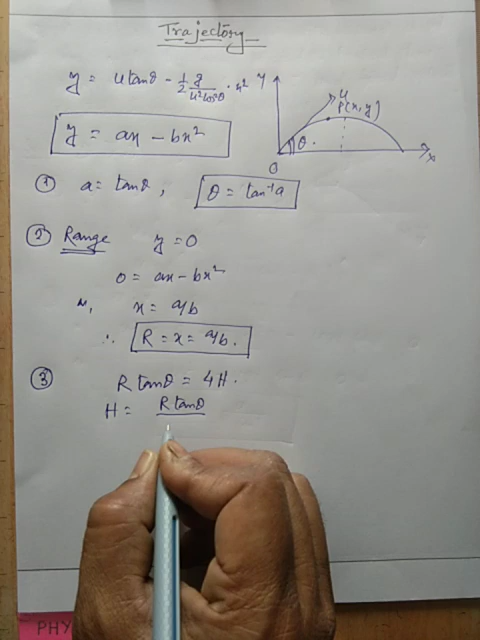 Trajectory
y = u tanθ - 1/2 g/u²cos²θ · x²
y = ax - bx²
① a = tanθ, θ = tan⁻¹a
② Range y = 0
0 = ax - bx²
x = a/b
∴ R = x = a/b.
③ R tanθ = 4H.
H = R tanθ
Y
u
P(x, y)
θ
O
x
PHY